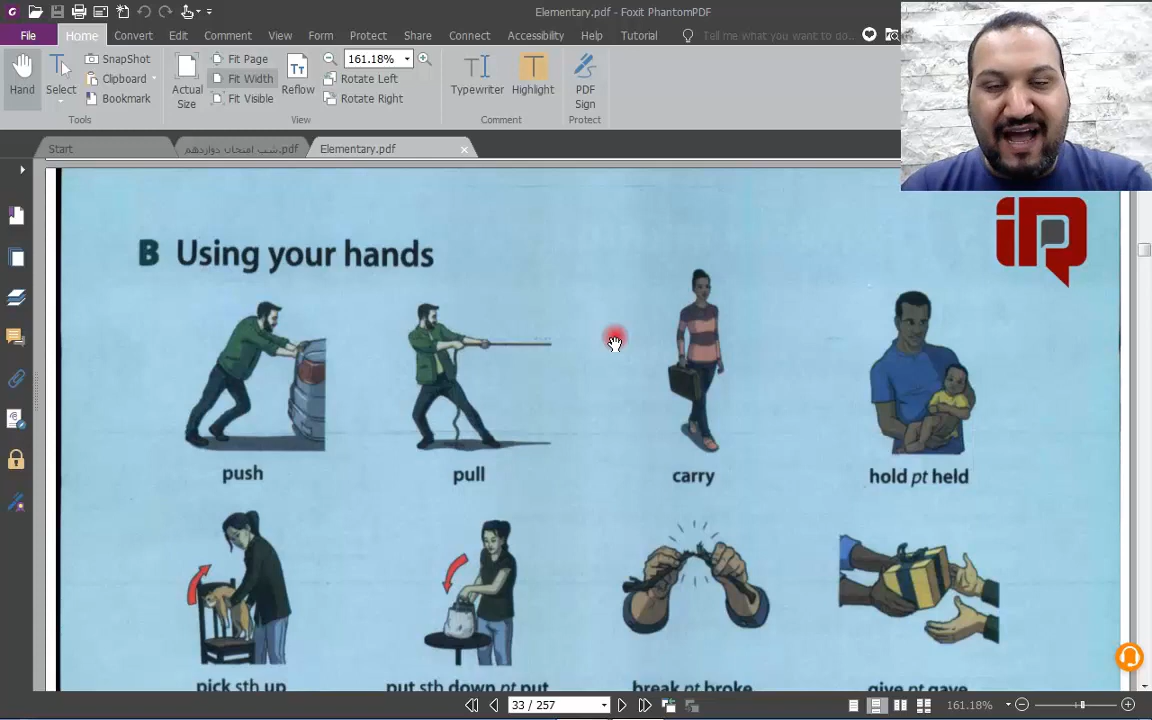 Elementary.pdf - Foxit PhantomPDF
File Home Convert Edit Comment View Form Protect Share Connect Accessibility Help Tutorial Tell me what you want to do..
Hand Select SnapShot Clipboard Bookmark Actual Size Fit Page Fit Width Fit Visible Reflow 161.18% Rotate Left Rotate Right Typewriter Highlight PDF Sign
Tools View Comment Protect
Start شب امتحان دوازدهم.pdf Elementary.pdf
iQ
B Using your hands
push pull carry hold pt held
pick sth up put sth down pt put break pt broke give pt gave
33 / 257 161.18%